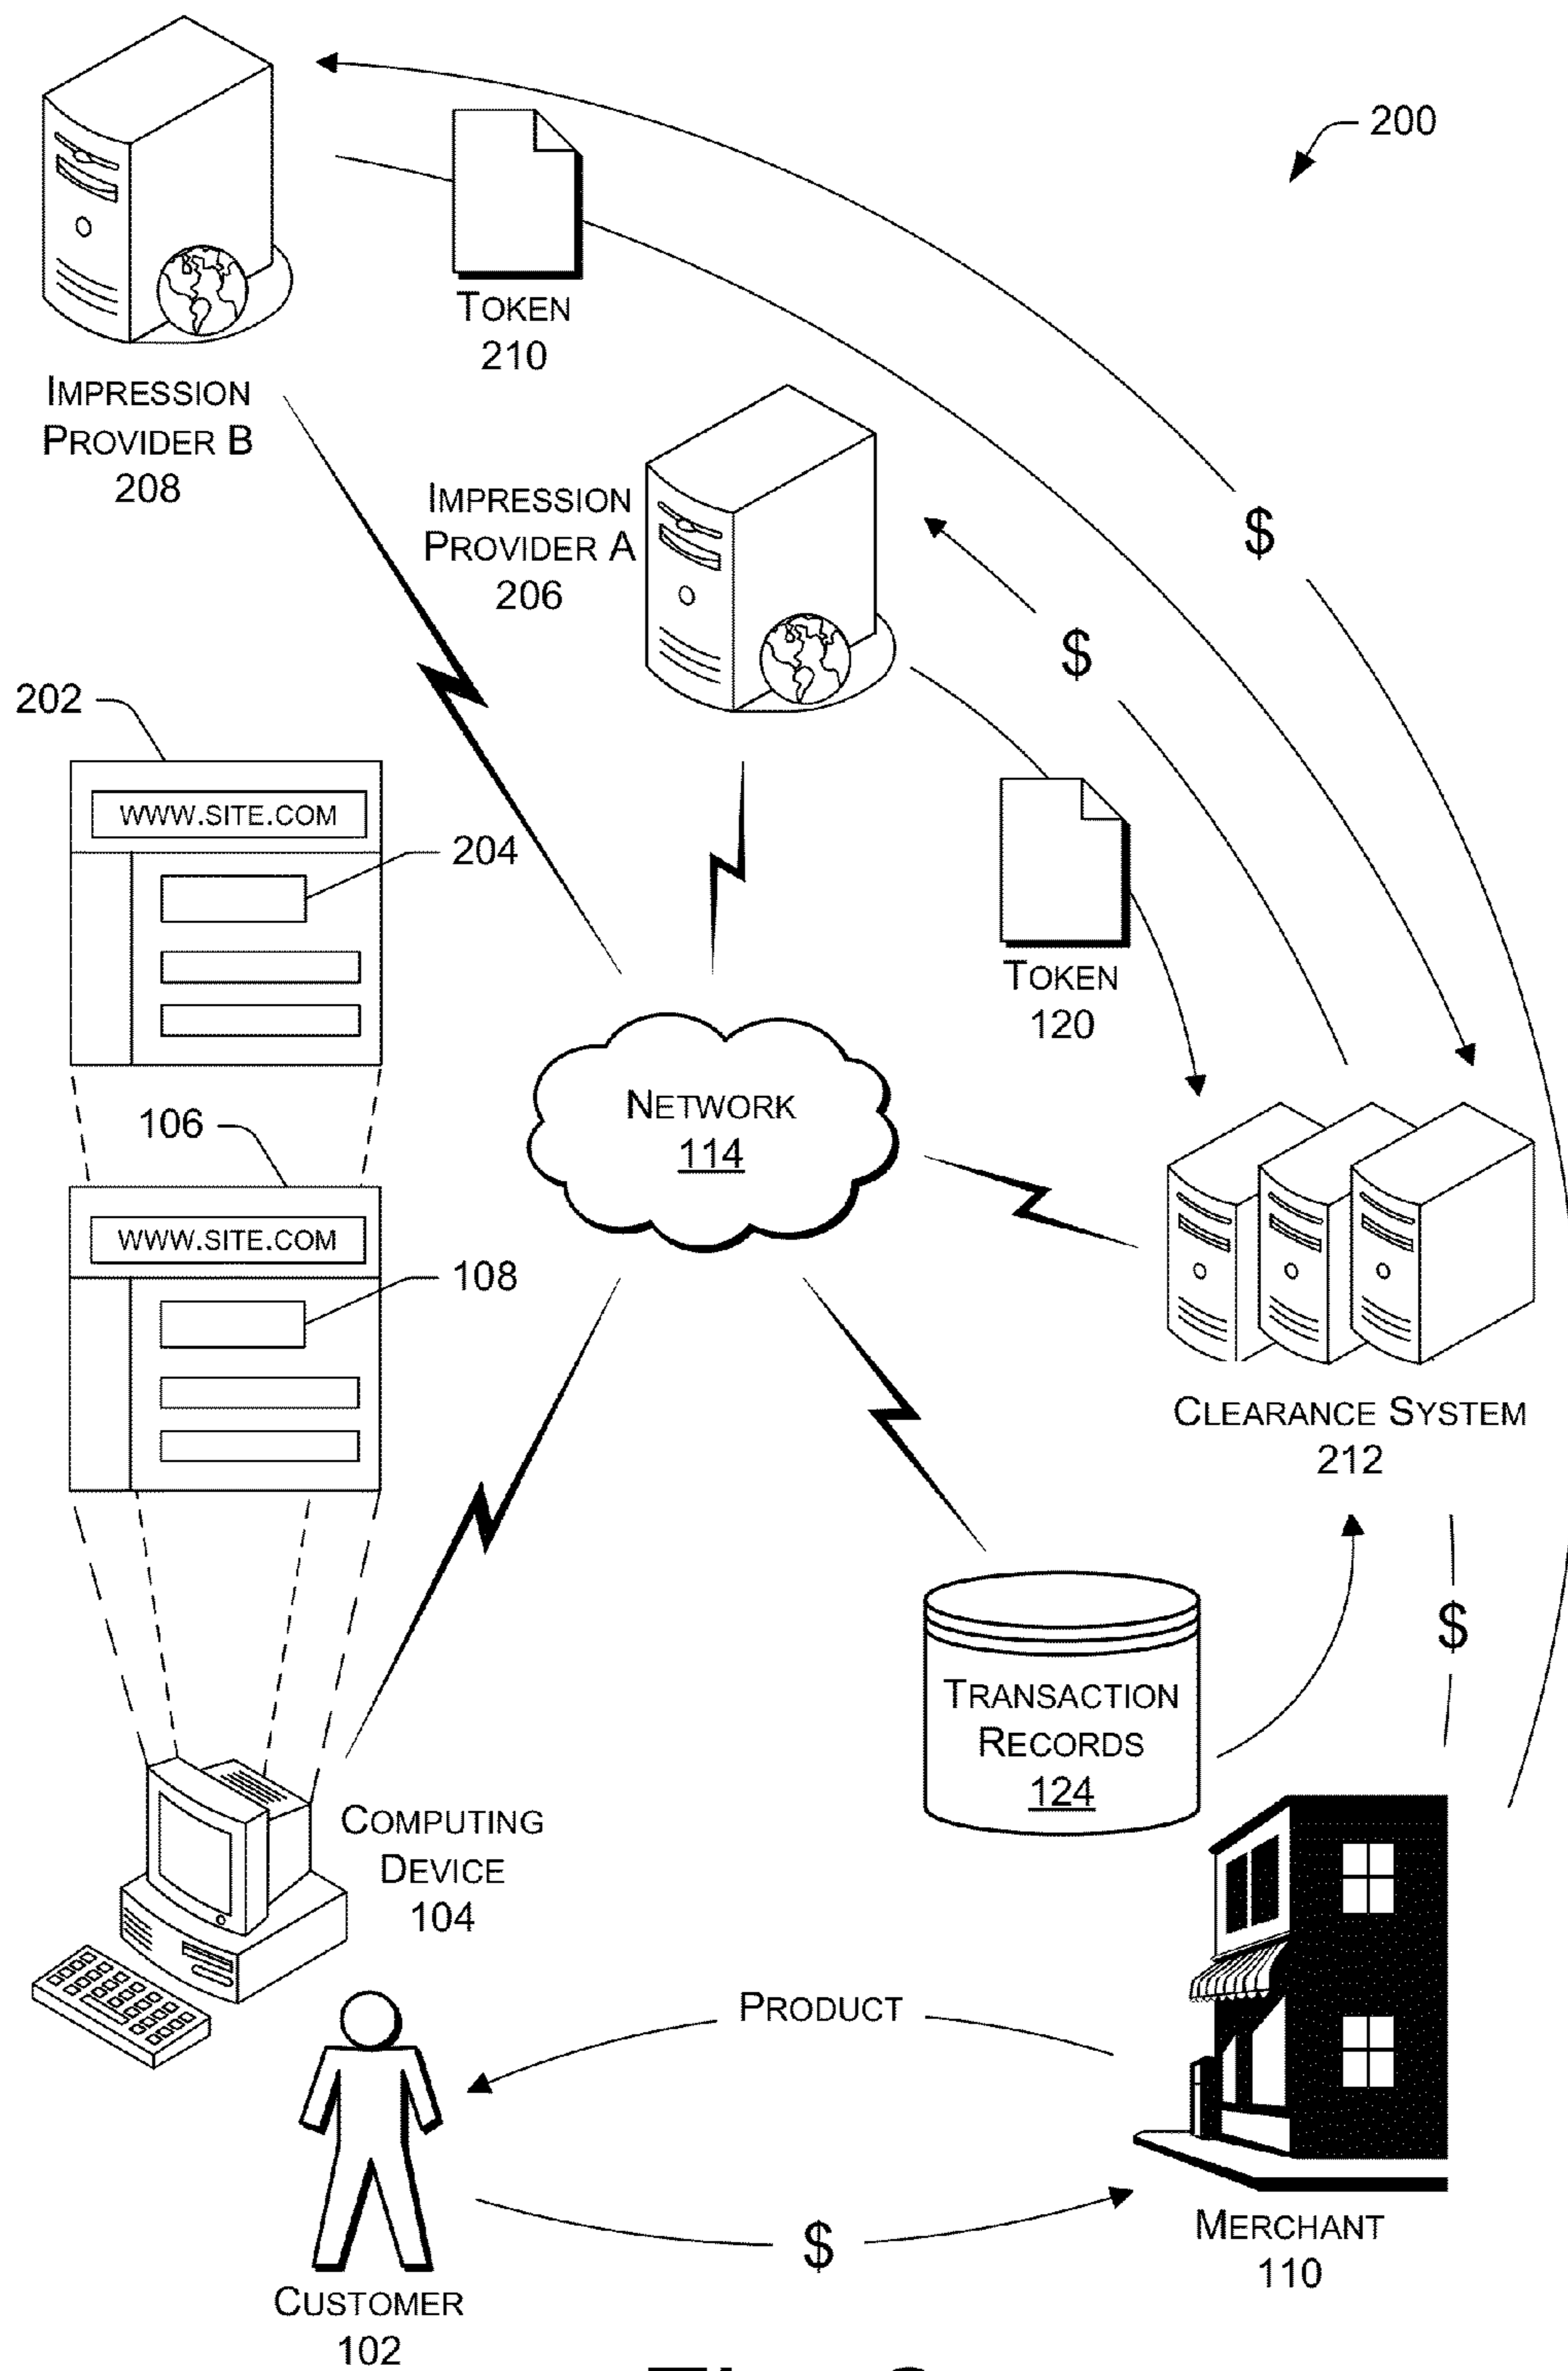 200
TOKEN
210
IMPRESSION
PROVIDER B
208
IMPRESSION
PROVIDER A
206
$
$
202
WWW.SITE.COM
204
TOKEN
120
NETWORK
114
106
WWW.SITE.COM
108
CLEARANCE SYSTEM
212
$
TRANSACTION
RECORDS
124
COMPUTING
DEVICE
104
PRODUCT
$
MERCHANT
110
CUSTOMER
102